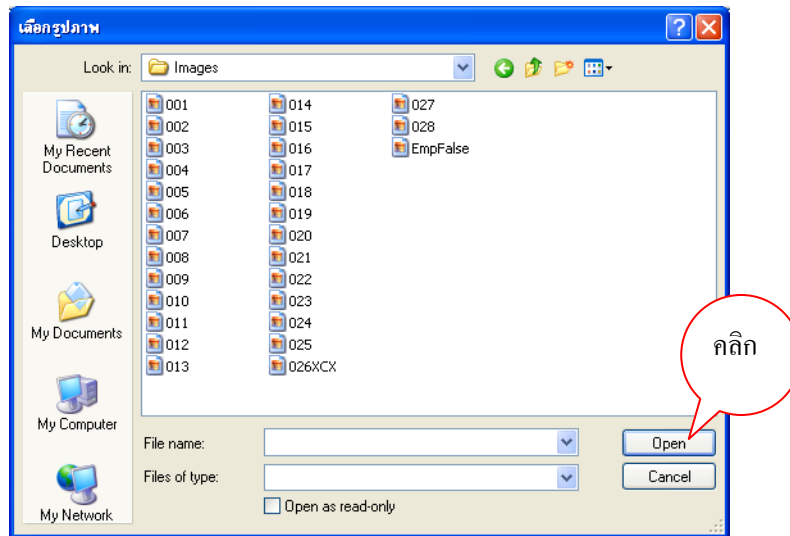 เลือกรูปภาพ
Look in: Images
My Recent Documents
Desktop
My Documents
My Computer
My Network
001 014 027
002 015 028
003 016 EmpFalse
004 017
005 018
006 019
007 020
008 021
009 022
010 023
011 024
012 025
013 026XCX
คลิก
File name: Open
Files of type: Cancel
Open as read-only